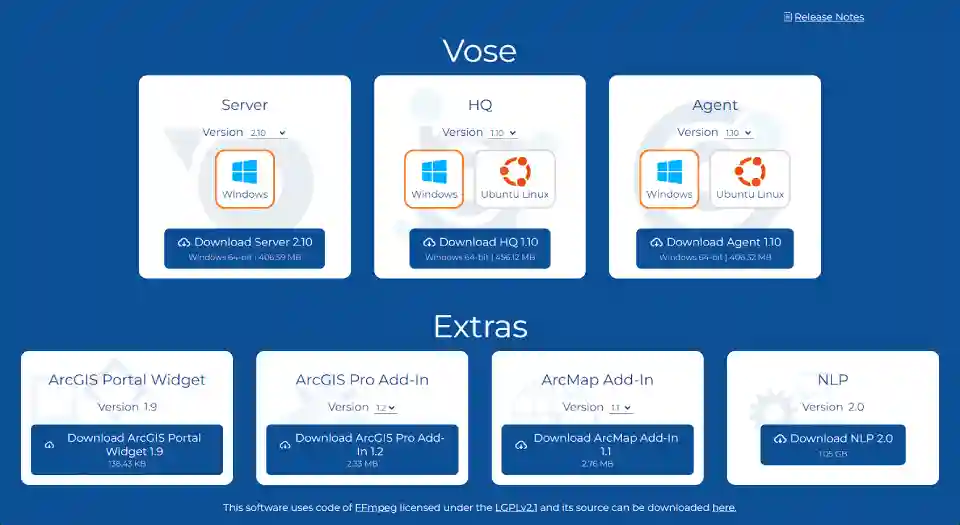 Release Notes
Vose
Server
Version 2.10
Windows
Download Server 2.10
Windows 64-bit | 406.59 MB
HQ
Version 1.10
Windows
Ubuntu Linux
Download HQ 1.10
Windows 64-bit | 456.12 MB
Agent
Version 1.10
Windows
Ubuntu Linux
Download Agent 1.10
Windows 64-bit | 406.32 MB
Extras
ArcGIS Portal Widget
Version 1.9
Download ArcGIS Portal
Widget 1.9
136.43 KB
ArcGIS Pro Add-In
Version 1.2
Download ArcGIS Pro Add-
In 1.2
2.33 MB
ArcMap Add-In
Version 1.1
Download ArcMap Add-In
1.1
2.76 MB
NLP
Version 2.0
Download NLP 2.0
1.05 GB
This software uses code of FFmpeg licensed under the LGPLv2.1 and its source can be downloaded here.